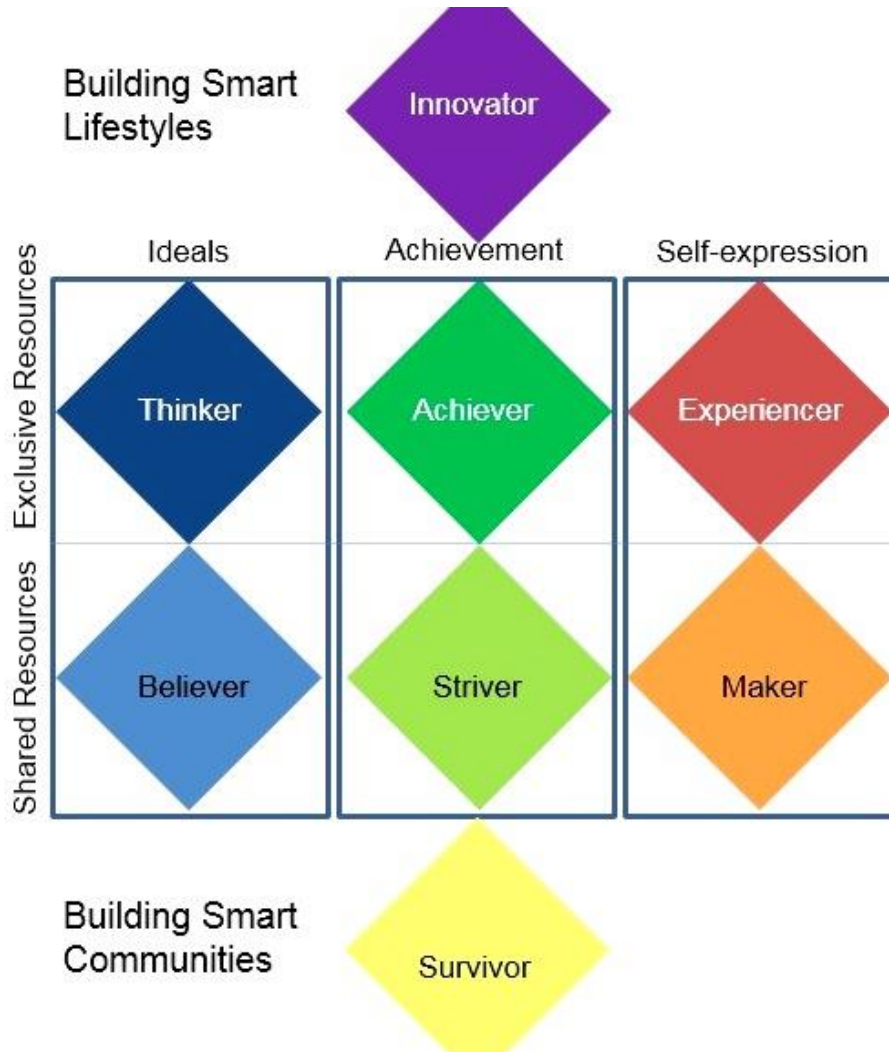 Building Smart
Lifestyles
Innovator
Ideals
Achievement
Self-expression
Exclusive Resources
Thinker
Achiever
Experiencer
Shared Resources
Believer
Striver
Maker
Building Smart
Communities
Survivor